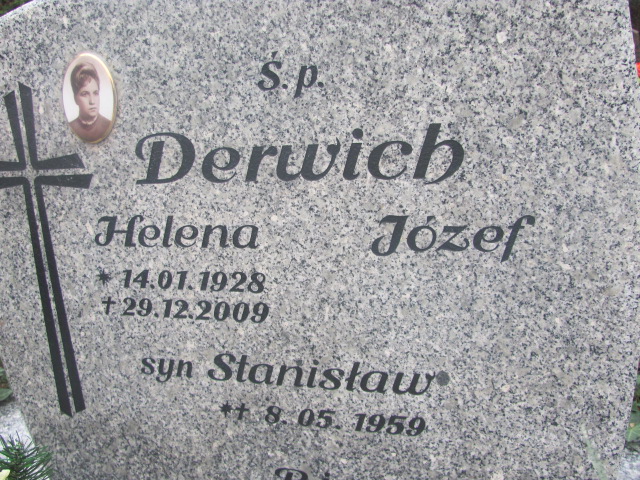 Ś.p.
Derwich
Helena Józef
* 14.01.1928
† 29.12.2009
syn Stanisław
*† 8.05.1959